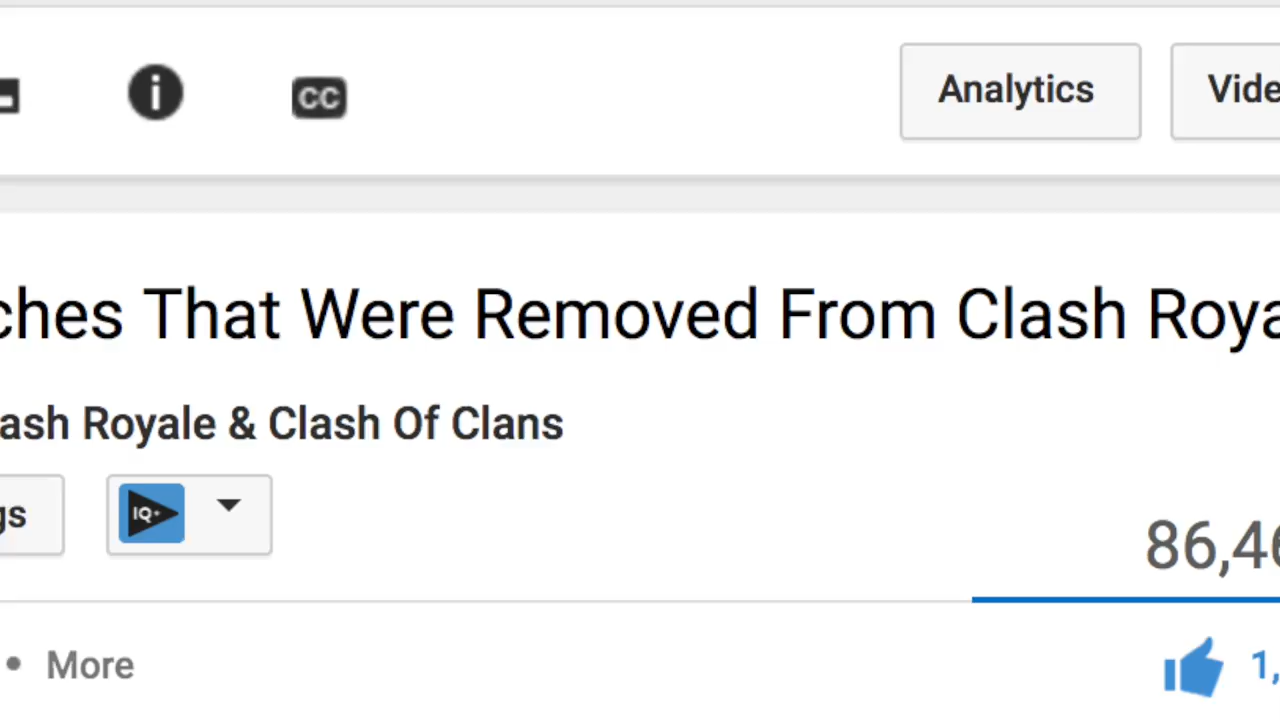 CC
Analytics
Vide
ches That Were Removed From Clash Roya
ash Royale & Clash Of Clans
gs
IQ+
86,46
• More
1,